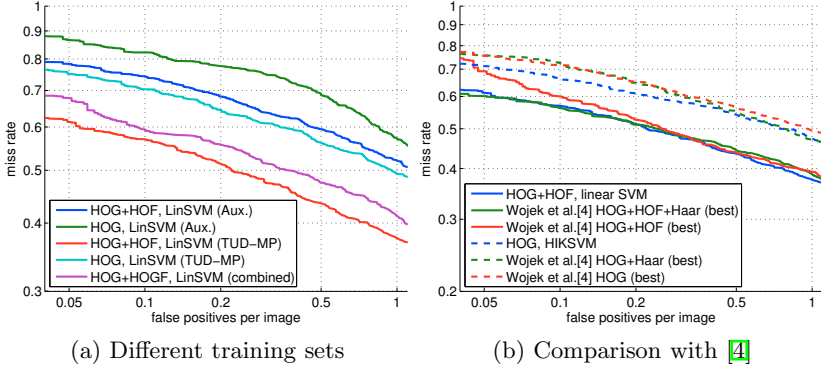 1
0.9
0.8
0.7
0.6
0.5
0.4
0.3
miss rate
0.05
0.1
0.2
0.5
1
false positives per image
HOG+HOF, LinSVM (Aux.)
HOG, LinSVM (Aux.)
HOG+HOF, LinSVM (TUD−MP)
HOG, LinSVM (TUD−MP)
HOG+HOGF, LinSVM (combined)
(a) Different training sets
1
0.9
0.8
0.7
0.6
0.5
0.4
0.3
0.2
miss rate
0.05
0.1
0.2
0.5
1
false positives per image
HOG+HOF, linear SVM
Wojek et al.[4] HOG+HOF+Haar (best)
Wojek et al.[4] HOG+HOF (best)
HOG, HIKSVM
Wojek et al.[4] HOG+Haar (best)
Wojek et al.[4] HOG (best)
(b) Comparison with [4]